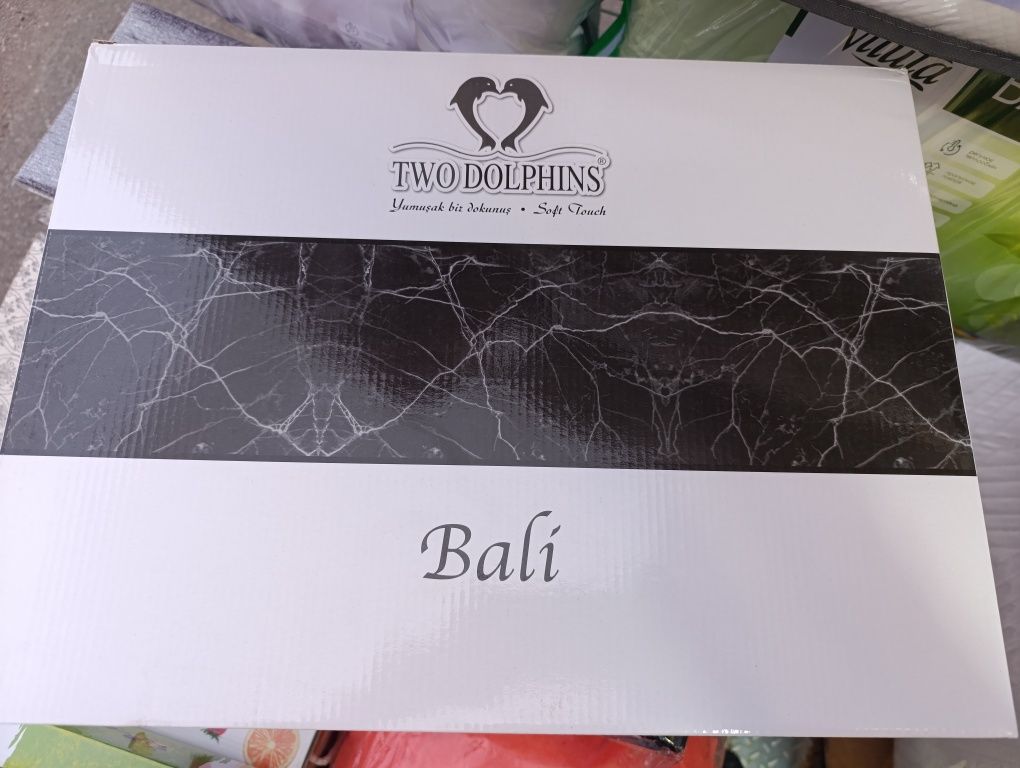 TWO DOLPHINS®
Yumuşak bir dokunuş • Soft Touch
Bali